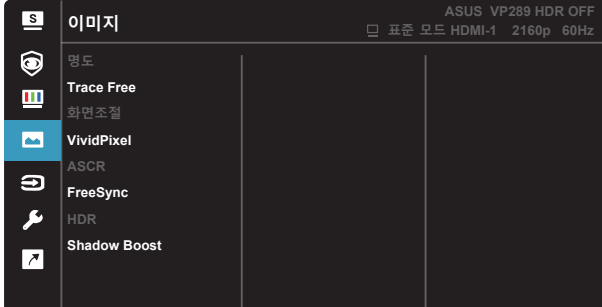 S
이미지
ASUS VP289 HDR OFF
표준 모드 HDMI-1 2160p 60Hz
명도
Trace Free
화면조절
VividPixel
ASCR
FreeSync
HDR
Shadow Boost